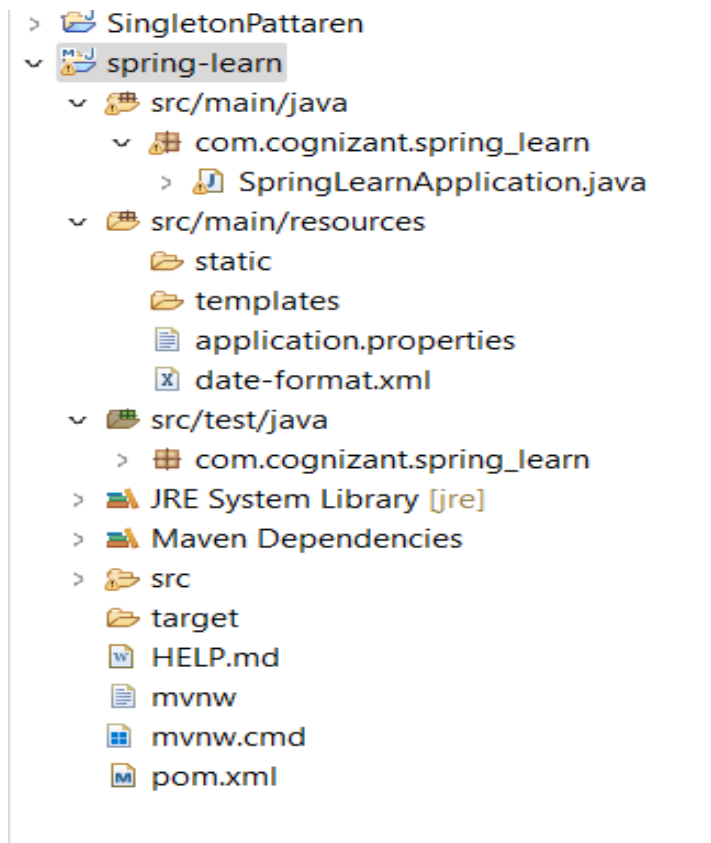 SingletonPattaren
spring-learn
src/main/java
com.cognizant.spring_learn
SpringLearnApplication.java
src/main/resources
static
templates
application.properties
date-format.xml
src/test/java
com.cognizant.spring_learn
JRE System Library [jre]
Maven Dependencies
src
target
HELP.md
mvnw
mvnw.cmd
pom.xml